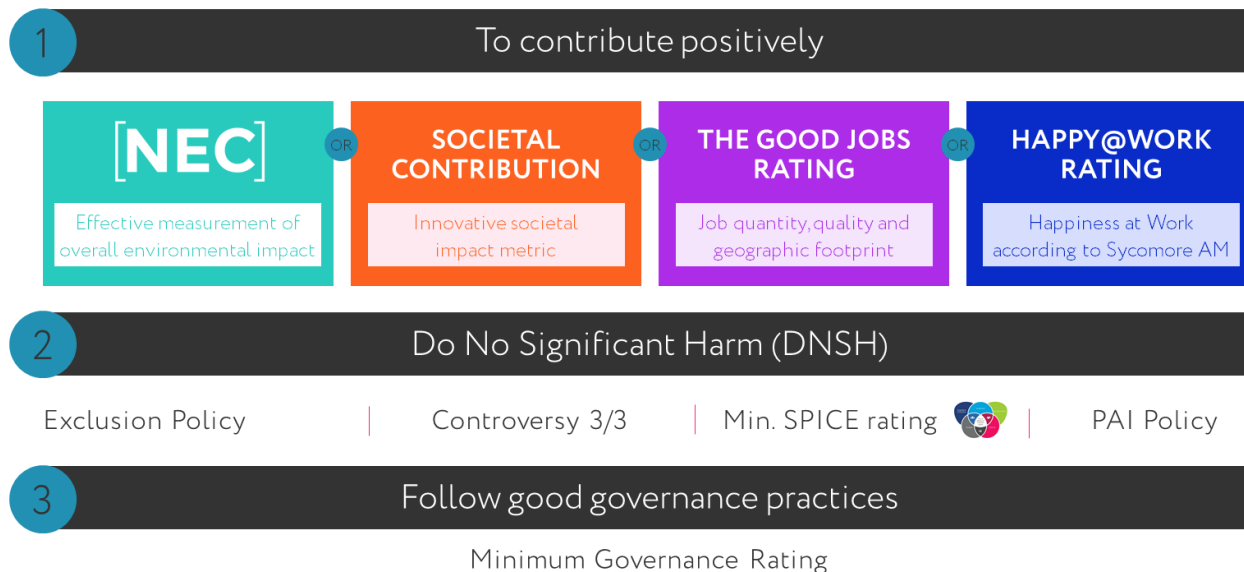 1
To contribute positively
[NEC]
Effective measurement of
overall environmental impact
OR
SOCIETAL
CONTRIBUTION
Innovative societal
impact metric
OR
THE GOOD JOBS
RATING
Job quantity, quality and
geographic footprint
OR
HAPPY@WORK
RATING
Happiness at Work
according to Sycomore AM
2
Do No Significant Harm (DNSH)
Exclusion Policy
Controversy 3/3
Min. SPICE rating
PAI Policy
3
Follow good governance practices
Minimum Governance Rating